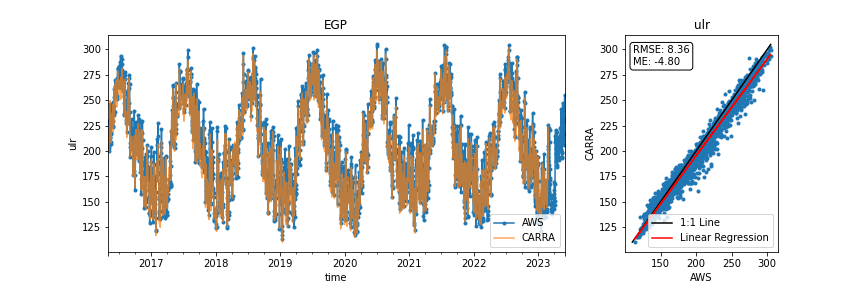 EGP
ulr
300
275
250
225
200
175
150
125
2017
2018
2019
2020
2021
2022
2023
time
AWS
CARRA
ulr
CARRA
300
275
250
225
200
175
150
125
RMSE: 8.36
ME: -4.80
1:1 Line
Linear Regression
150
200
250
300
AWS